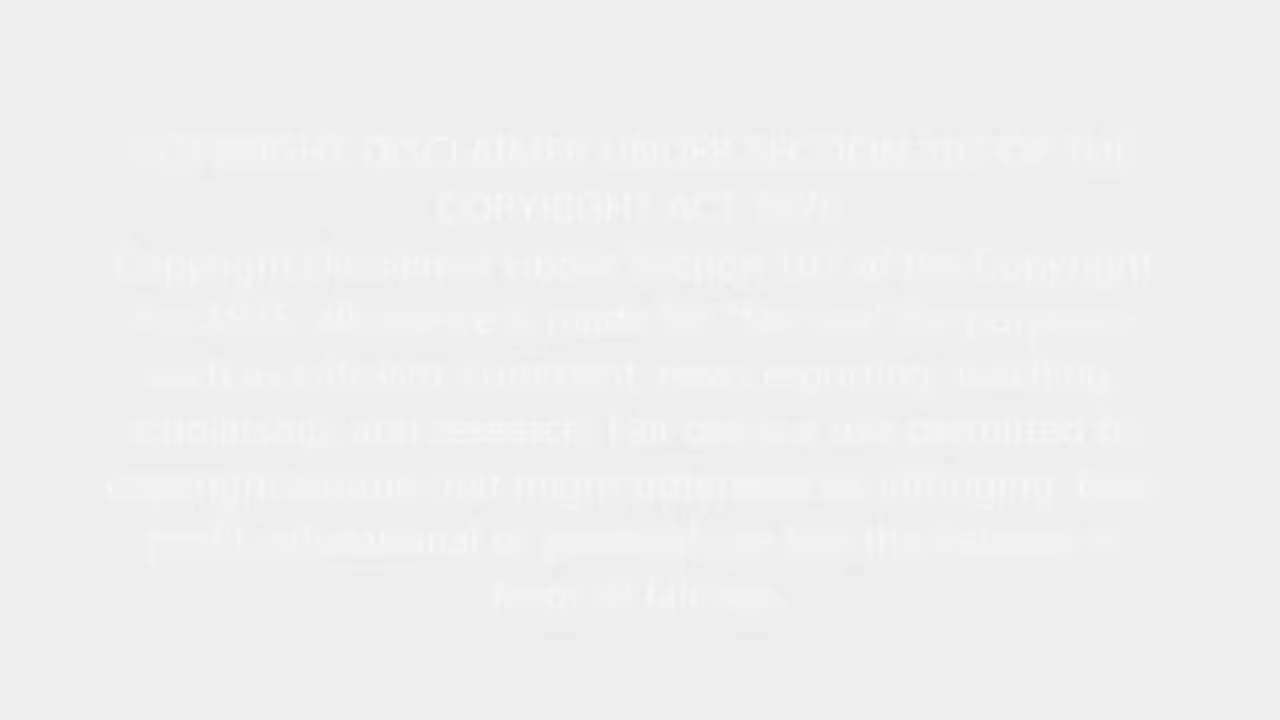 COPYRIGHT DISCLAIMER UNDER SECTION 107 OF THE
COPYRIGHT ACT 1976
Copyright Disclaimer under section 107 of the Copyright
Act 1976, allowance is made for "fair use" for purposes
such as criticism, comment, news reporting, teaching,
scholarship, and research. Fair use is a use permitted by
copyright statute that might otherwise be infringing. Non-
profit, educational or personal use tips the balance in
favor of fair use.